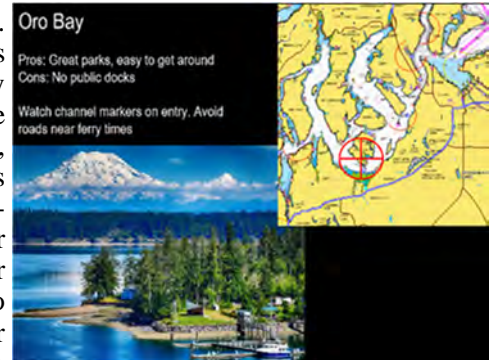 Oro Bay
Pros: Great parks, easy to get around
Cons: No public docks
Watch channel markers on entry. Avoid
roads near ferry times